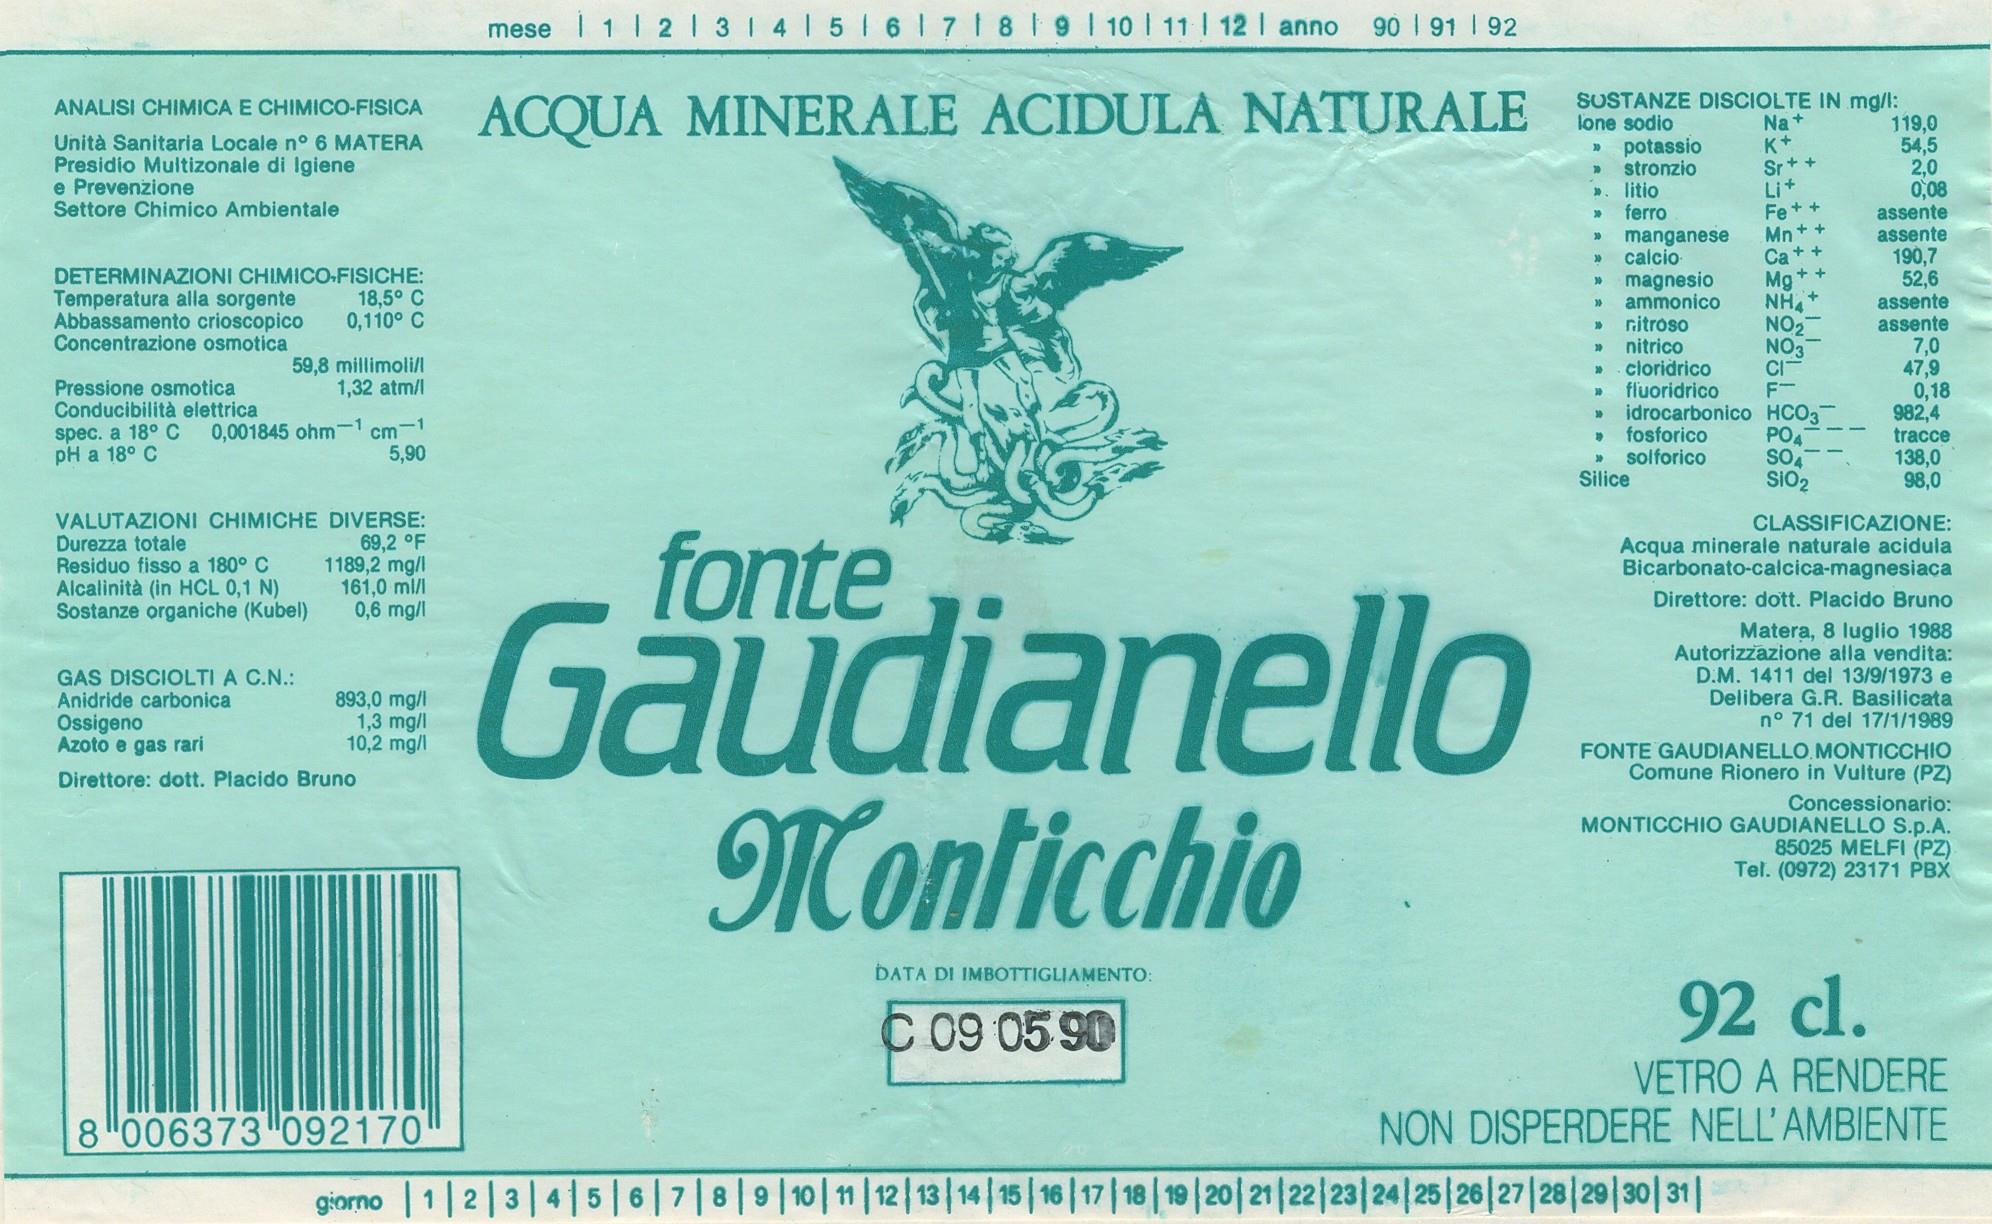 mese | 1 | 2 | 3 | 4 | 5 | 6 | 7 | 8 | 9 | 10 | 11 | 12 | anno 90 | 91 | 92
ANALISI CHIMICA E CHIMICO-FISICA
Unità Sanitaria Locale n° 6 MATERA
Presidio Multizonale di Igiene
e Prevenzione
Settore Chimico Ambientale
DETERMINAZIONI CHIMICO-FISICHE:
Temperatura alla sorgente 18,5° C
Abbassamento crioscopico 0,110° C
Concentrazione osmotica
59,8 millimoli/l
Pressione osmotica 1,32 atm/l
Conducibilità elettrica
spec. a 18° C 0,001845 ohm⁻¹ cm⁻¹
pH a 18° C 5,90
VALUTAZIONI CHIMICHE DIVERSE:
Durezza totale 69,2 °F
Residuo fisso a 180° C 1189,2 mg/l
Alcalinità (in HCL 0,1 N) 161,0 ml/l
Sostanze organiche (Kubel) 0,6 mg/l
GAS DISCIOLTI A C.N.:
Anidride carbonica 893,0 mg/l
Ossigeno 1,3 mg/l
Azoto e gas rari 10,2 mg/l
Direttore: dott. Placido Bruno
8 006373 092170
ACQUA MINERALE ACIDULA NATURALE
fonte
Gaudianello
Monticchio
DATA DI IMBOTTIGLIAMENTO:
C 09 05 90
SOSTANZE DISCIOLTE IN mg/l:
Ione sodio Na⁺ 119,0
» potassio K⁺ 54,5
» stronzio Sr⁺⁺ 2,0
» litio Li⁺ 0,08
» ferro Fe⁺⁺ assente
» manganese Mn⁺⁺ assente
» calcio Ca⁺⁺ 190,7
» magnesio Mg⁺⁺ 52,6
» ammonico NH₄⁺ assente
» nitroso NO₂⁻ assente
» nitrico NO₃⁻ 7,0
» cloridrico Cl⁻ 47,9
» fluoridrico F⁻ 0,18
» idrocarbonico HCO₃⁻ 982,4
» fosforico PO₄⁻⁻⁻ tracce
» solforico SO₄⁻⁻ 138,0
Silice SiO₂ 98,0
CLASSIFICAZIONE:
Acqua minerale naturale acidula
Bicarbonato-calcica-magnesiaca
Direttore: dott. Placido Bruno
Matera, 8 luglio 1988
Autorizzazione alla vendita:
D.M. 1411 del 13/9/1973 e
Delibera G.R. Basilicata
n° 71 del 17/1/1989
FONTE GAUDIANELLO MONTICCHIO
Comune Rionero in Vulture (PZ)
Concessionario:
MONTICCHIO GAUDIANELLO S.p.A.
85025 MELFI (PZ)
Tel. (0972) 23171 PBX
92 cl.
VETRO A RENDERE
NON DISPERDERE NELL'AMBIENTE
giorno | 1 | 2 | 3 | 4 | 5 | 6 | 7 | 8 | 9 | 10 | 11 | 12 | 13 | 14 | 15 | 16 | 17 | 18 | 19 | 20 | 21 | 22 | 23 | 24 | 25 | 26 | 27 | 28 | 29 | 30 | 31 |